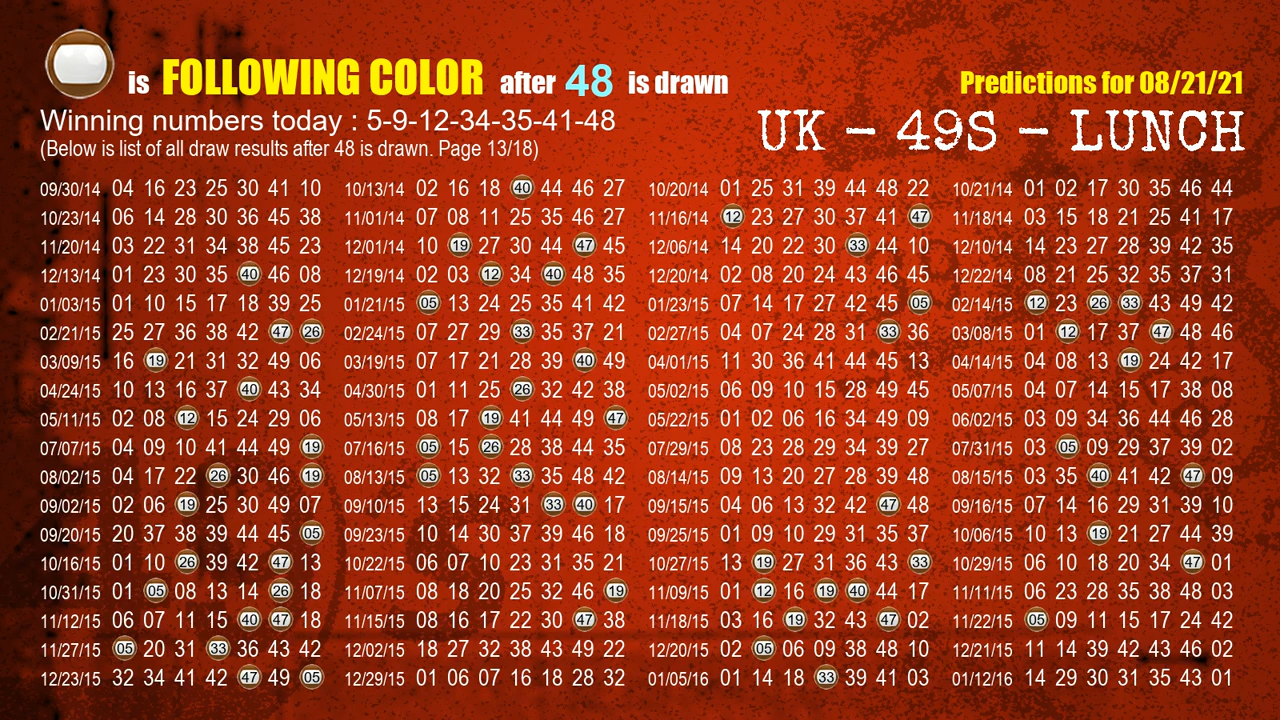 is FOLLOWING COLOR after 48 is drawn
Predictions for 08/21/21
Winning numbers today : 5-9-12-34-35-41-48
UK - 49S - LUNCH
(Below is list of all draw results after 48 is drawn. Page 13/18)
09/30/14 04 16 23 25 30 41 10 10/13/14 02 16 18 40 44 46 27 10/20/14 01 25 31 39 44 48 22 10/21/14 01 02 17 30 35 46 44
10/23/14 06 14 28 30 36 45 38 11/01/14 07 08 11 25 35 46 27 11/16/14 12 23 27 30 37 41 47 11/18/14 03 15 18 21 25 41 17
11/20/14 03 22 31 34 38 45 23 12/01/14 10 19 27 30 44 47 45 12/06/14 14 20 22 30 33 44 10 12/10/14 14 23 27 28 39 42 35
12/13/14 01 23 30 35 40 46 08 12/19/14 02 03 12 34 40 48 35 12/20/14 02 08 20 24 43 46 45 12/22/14 08 21 25 32 35 37 31
01/03/15 01 10 15 17 18 39 25 01/21/15 05 13 24 25 35 41 42 01/23/15 07 14 17 27 42 45 05 02/14/15 12 23 26 33 43 49 42
02/21/15 25 27 36 38 42 47 26 02/24/15 07 27 29 33 35 37 21 02/27/15 04 07 24 28 31 33 36 03/08/15 01 12 17 37 47 48 46
03/09/15 16 19 21 31 32 49 06 03/19/15 07 17 21 28 39 40 49 04/01/15 11 30 36 41 44 45 13 04/14/15 04 08 13 19 24 42 17
04/24/15 10 13 16 37 40 43 34 04/30/15 01 11 25 26 32 42 38 05/02/15 06 09 10 15 28 49 45 05/07/15 04 07 14 15 17 38 08
05/11/15 02 08 12 15 24 29 06 05/13/15 08 17 19 41 44 49 47 05/22/15 01 02 06 16 34 49 09 06/02/15 03 09 34 36 44 46 28
07/07/15 04 09 10 41 44 49 19 07/16/15 05 15 26 28 38 44 35 07/29/15 08 23 28 29 34 39 27 07/31/15 03 05 09 29 37 39 02
08/02/15 04 17 22 26 30 46 19 08/13/15 05 13 32 33 35 48 42 08/14/15 09 13 20 27 28 39 48 08/15/15 03 35 40 41 42 47 09
09/02/15 02 06 19 25 30 49 07 09/10/15 13 15 24 31 33 40 17 09/15/15 04 06 13 32 42 47 48 09/16/15 07 14 16 29 31 39 10
09/20/15 20 37 38 39 44 45 05 09/23/15 10 14 30 37 39 46 18 09/25/15 01 09 10 29 31 35 37 10/06/15 10 13 19 21 27 44 39
10/16/15 01 10 26 39 42 47 13 10/22/15 06 07 10 23 31 35 21 10/27/15 13 19 27 31 36 43 33 10/29/15 06 10 18 20 34 47 01
10/31/15 01 05 08 13 14 26 18 11/07/15 08 18 20 25 32 46 19 11/09/15 01 12 16 19 40 44 17 11/11/15 06 23 28 35 38 48 03
11/12/15 06 07 11 15 40 47 18 11/15/15 08 16 17 22 30 47 38 11/18/15 03 16 19 32 43 47 02 11/22/15 05 09 11 15 17 24 42
11/27/15 05 20 31 33 36 43 42 12/02/15 18 27 32 38 43 49 22 12/20/15 02 05 06 09 38 48 10 12/21/15 11 14 39 42 43 46 02
12/23/15 32 34 41 42 47 49 05 12/29/15 01 06 07 16 18 28 32 01/05/16 01 14 18 33 39 41 03 01/12/16 14 29 30 31 35 43 01